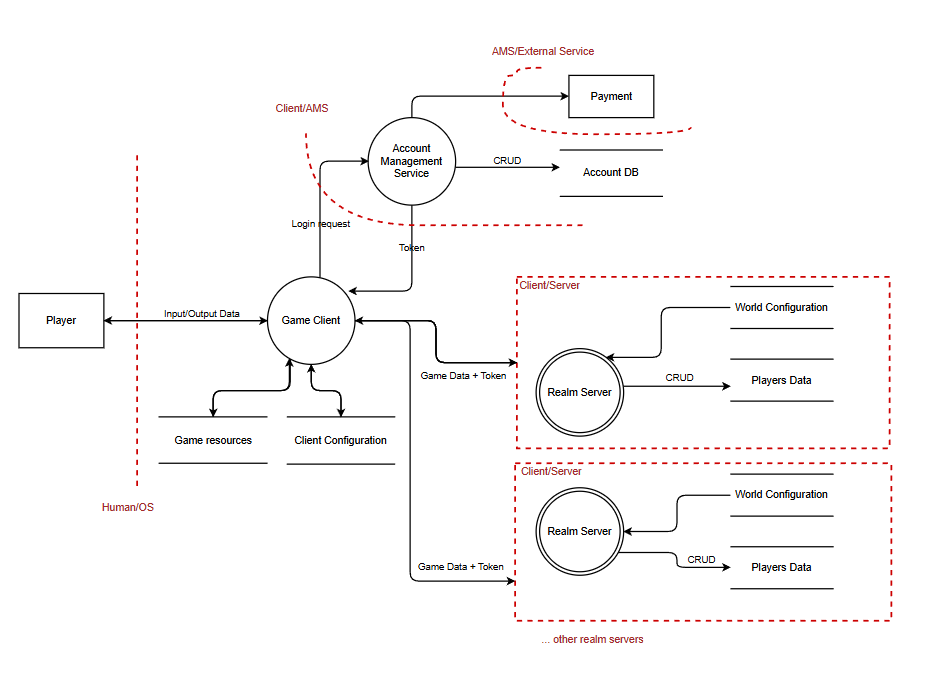 AMS/External Service
Payment
Client/AMS
Account
Management
Service
CRUD
Account DB
Login request
Token
Client/Server
World Configuration
Input/Output Data
Player
Game Client
Game Data + Token
Realm Server
CRUD
Players Data
Game resources
Client Configuration
Client/Server
World Configuration
Human/OS
Realm Server
CRUD
Players Data
Game Data + Token
... other realm servers